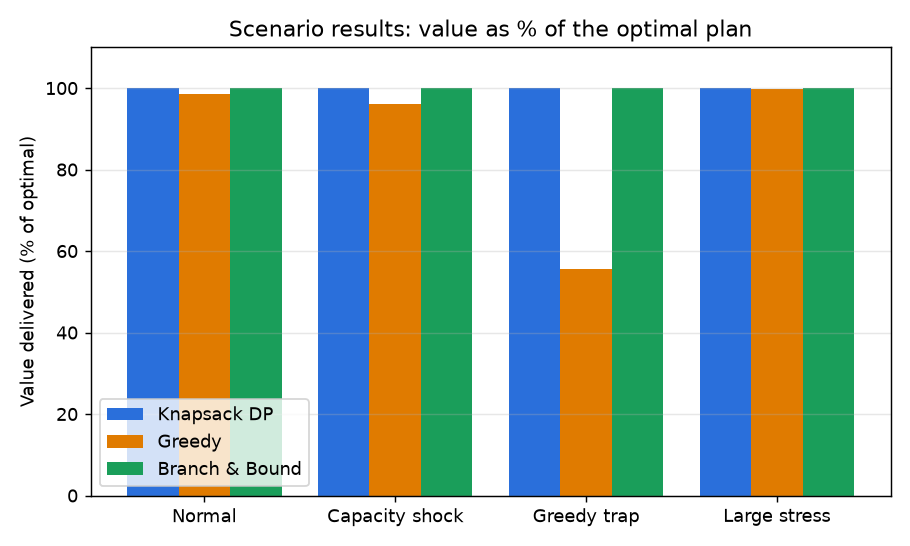 Scenario results: value as % of the optimal plan
Value delivered (% of optimal)
100
80
60
40
20
0
Knapsack DP
Greedy
Branch & Bound
Normal
Capacity shock
Greedy trap
Large stress